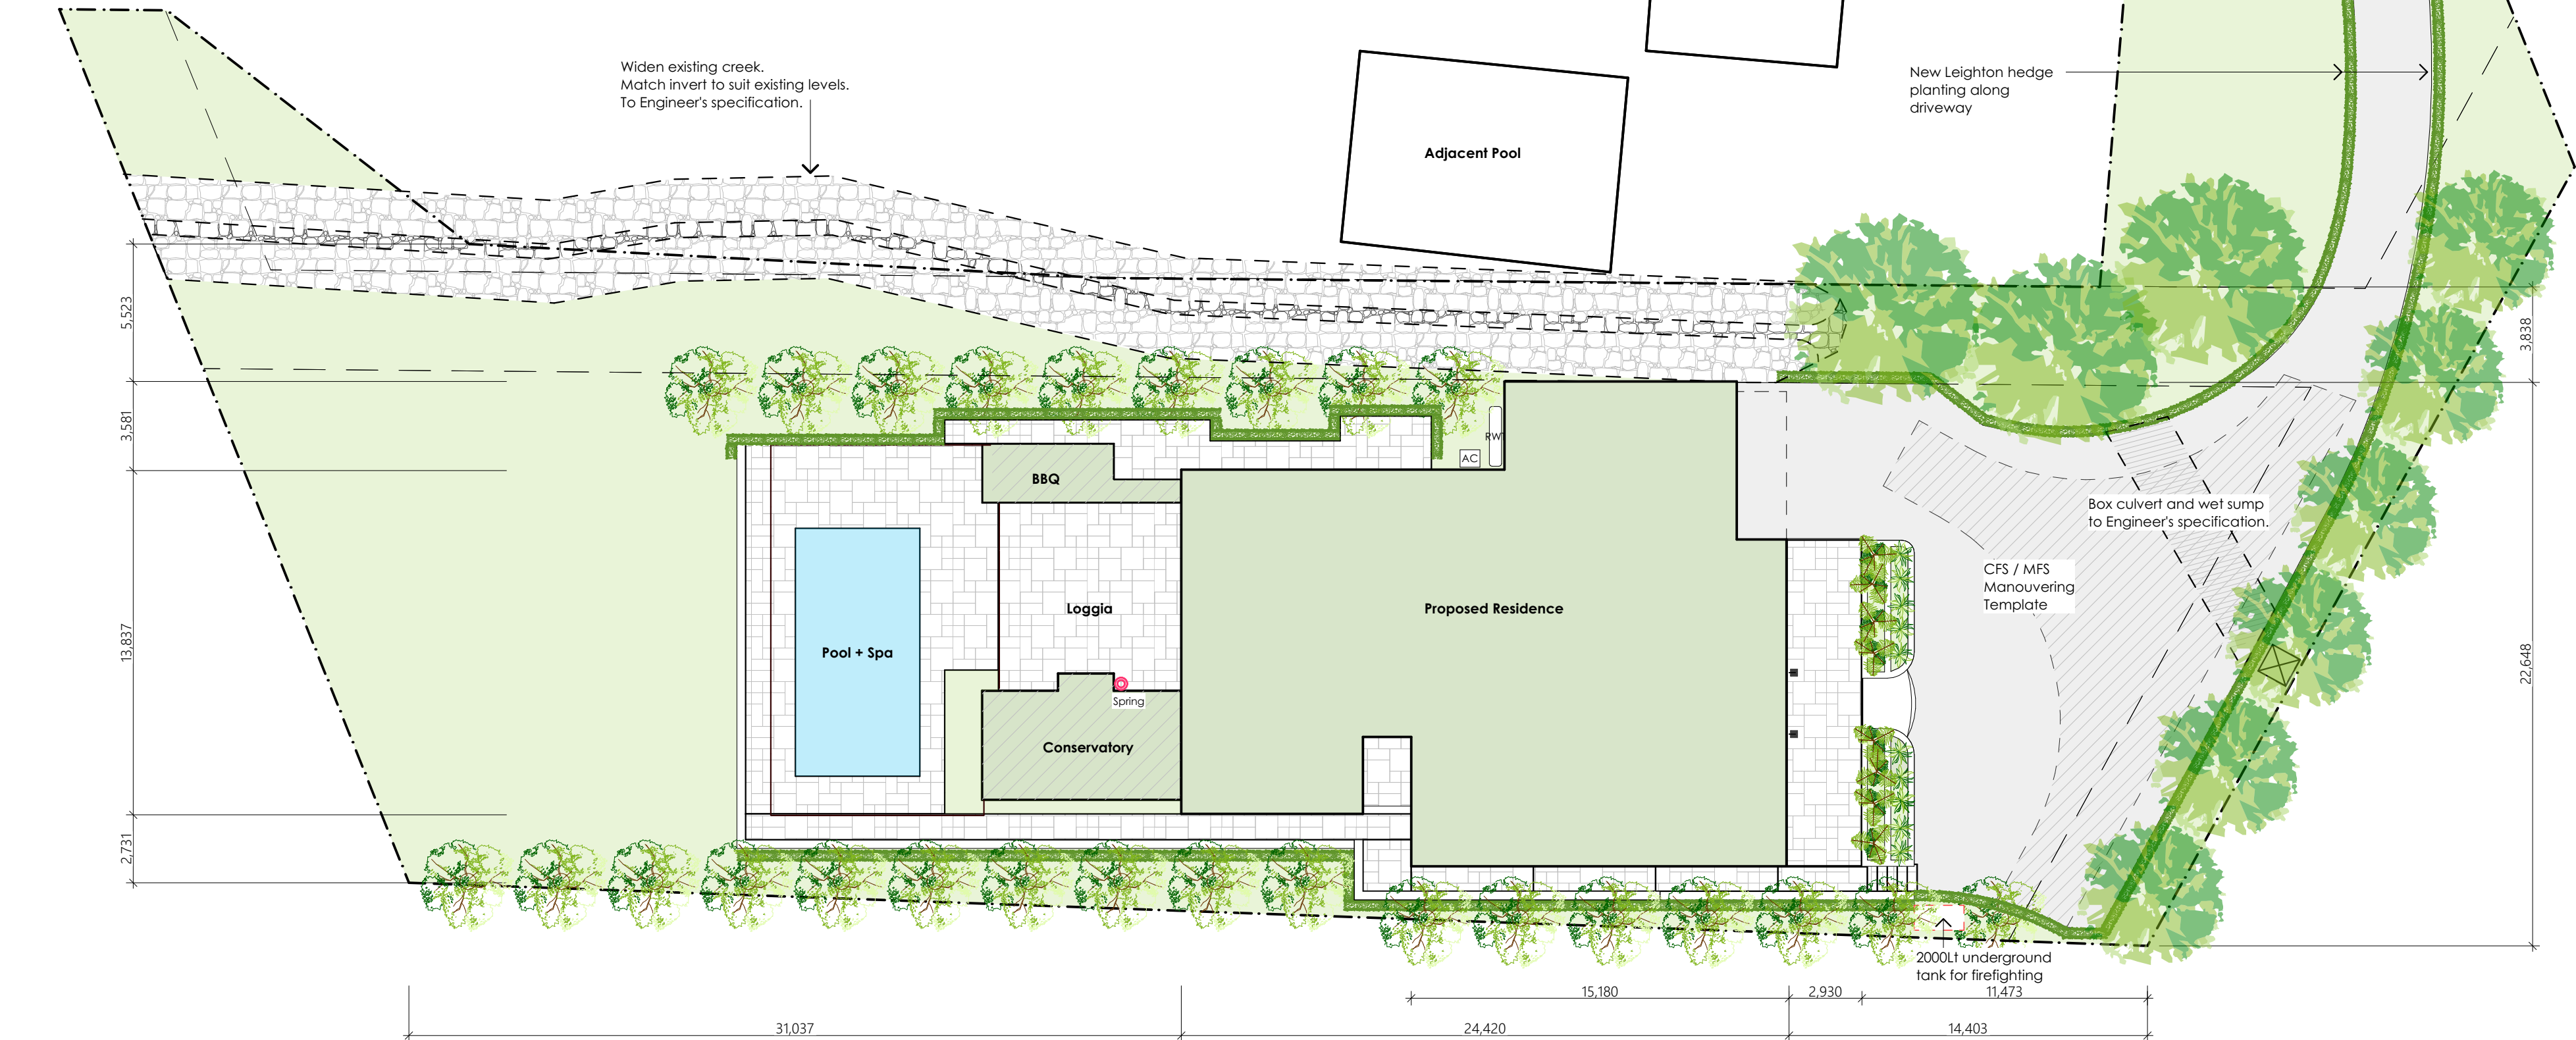 Widen existing creek.
Match invert to suit existing levels.
To Engineer's specification.
New Leighton hedge
planting along
driveway
Adjacent Pool
5,523
3,838
3,581
RWT
AC
BBQ
Box culvert and wet sump
to Engineer's specification.
CFS / MFS
Manouvering
Template
Loggia
Proposed Residence
13,837
Pool + Spa
22,648
Spring
Conservatory
2,731
2000Lt underground
tank for firefighting
15,180
2,930
11,473
31,037
24,420
14,403